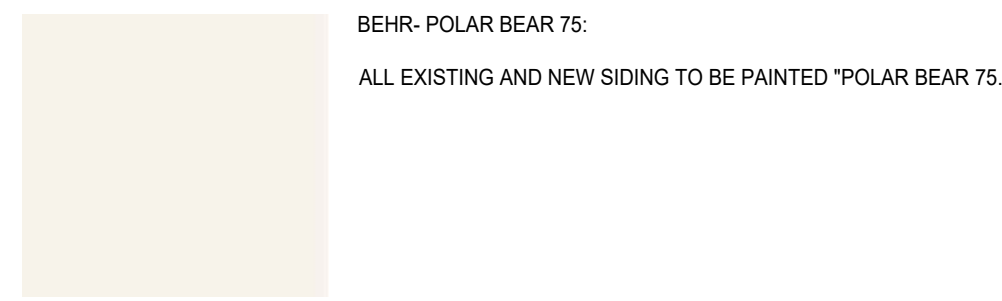 BEHR- POLAR BEAR 75:
ALL EXISTING AND NEW SIDING TO BE PAINTED "POLAR BEAR 75.